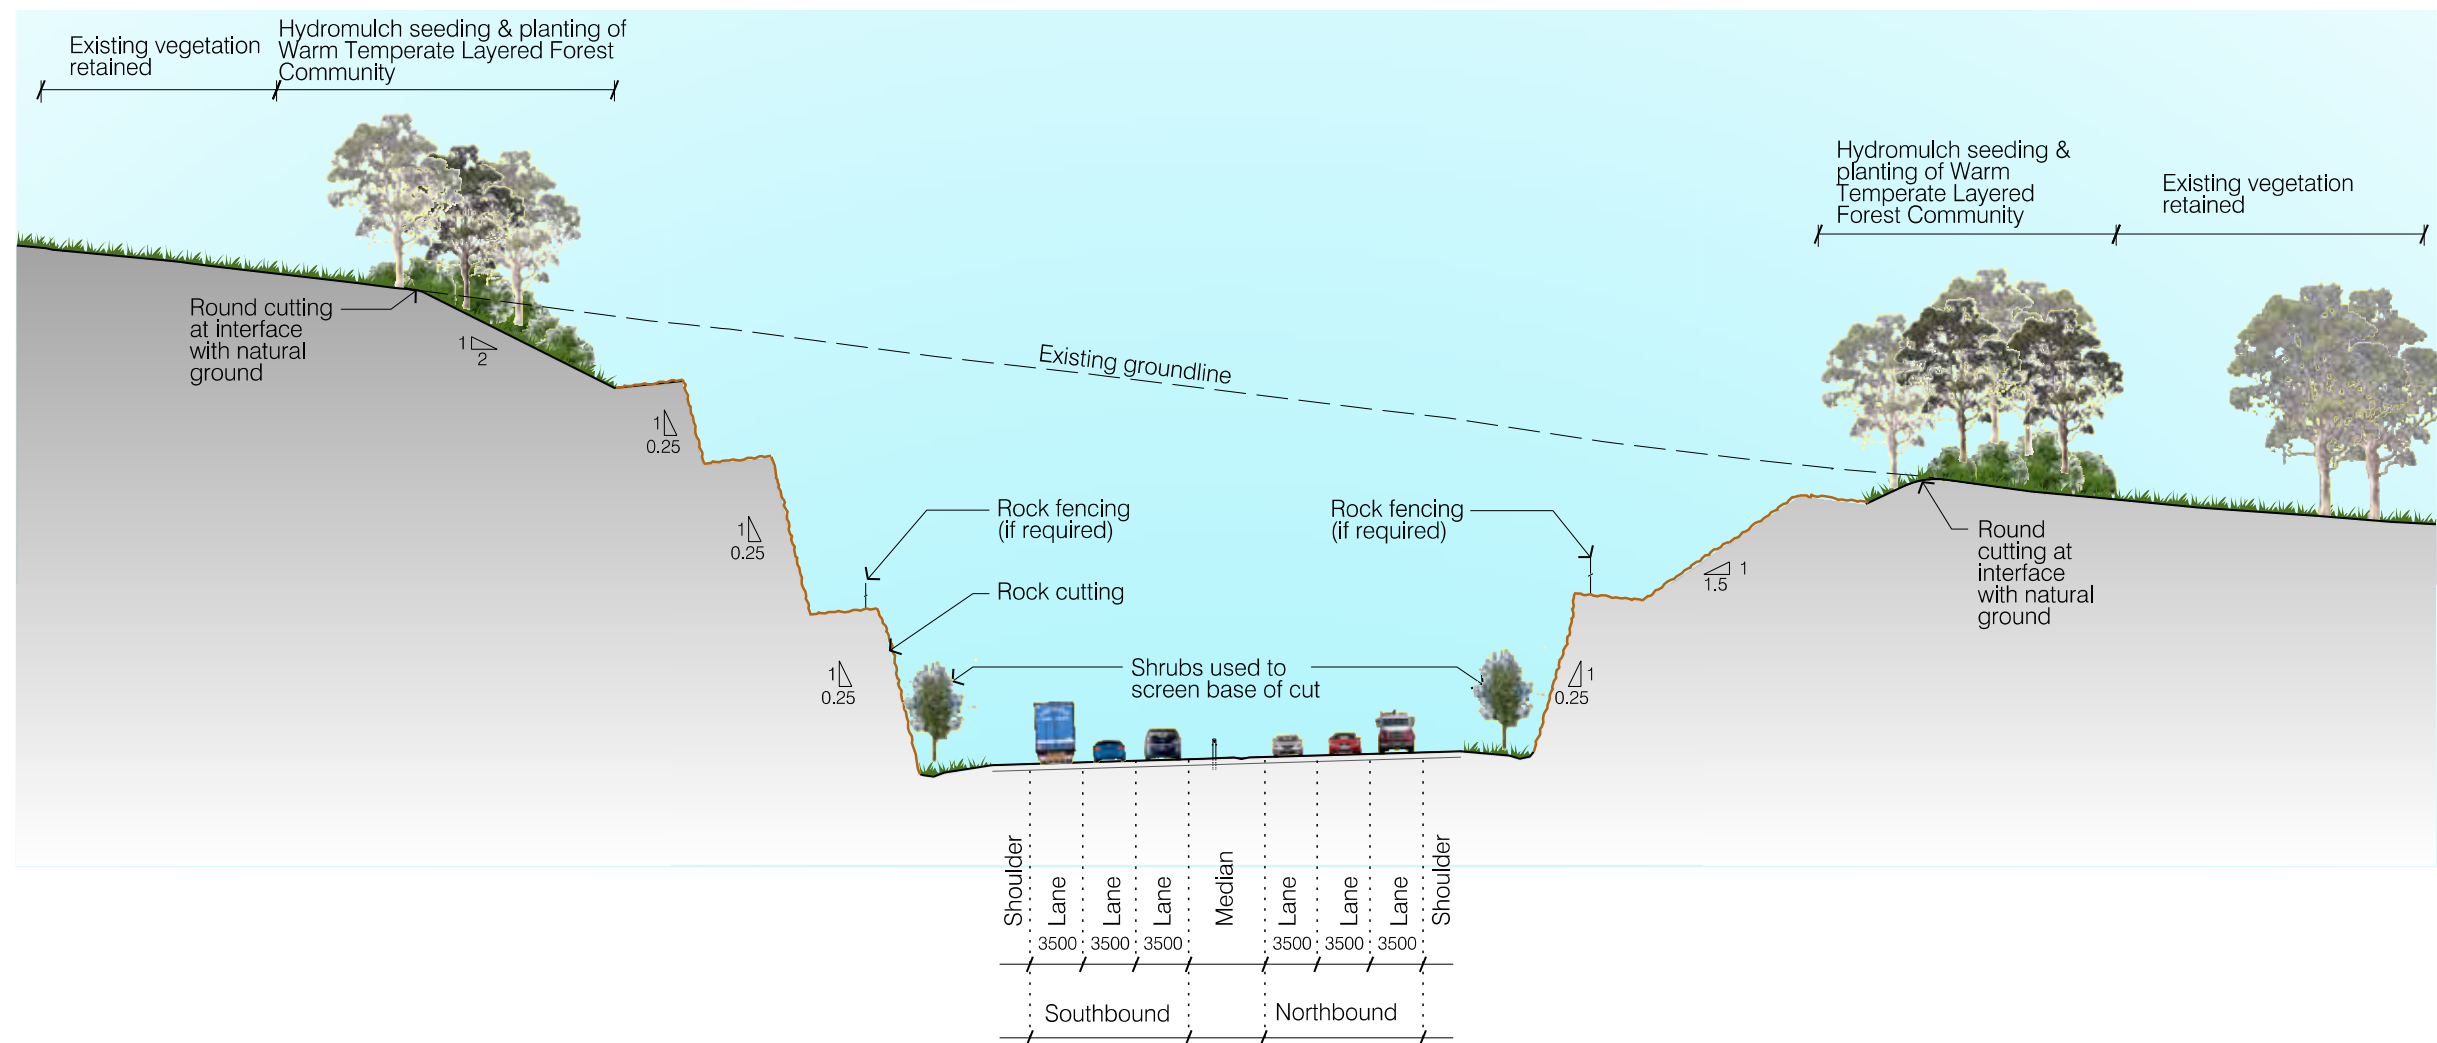 Existing vegetation
retained
Hydromulch seeding & planting of
Warm Temperate Layered Forest
Community
Hydromulch seeding &
planting of Warm
Temperate Layered
Forest Community
Existing vegetation
retained
Round cutting
at interface
with natural
ground
1
2
Existing groundline
1
0.25
1
0.25
Rock fencing
(if required)
Rock fencing
(if required)
Rock cutting
1
1.5
Round
cutting at
interface
with natural
ground
Shrubs used to
screen base of cut
1
0.25
1
0.25
Shoulder
Lane
Lane
Lane
Median
Lane
Lane
Lane
Shoulder
3500
3500
3500
3500
3500
3500
Southbound
Northbound